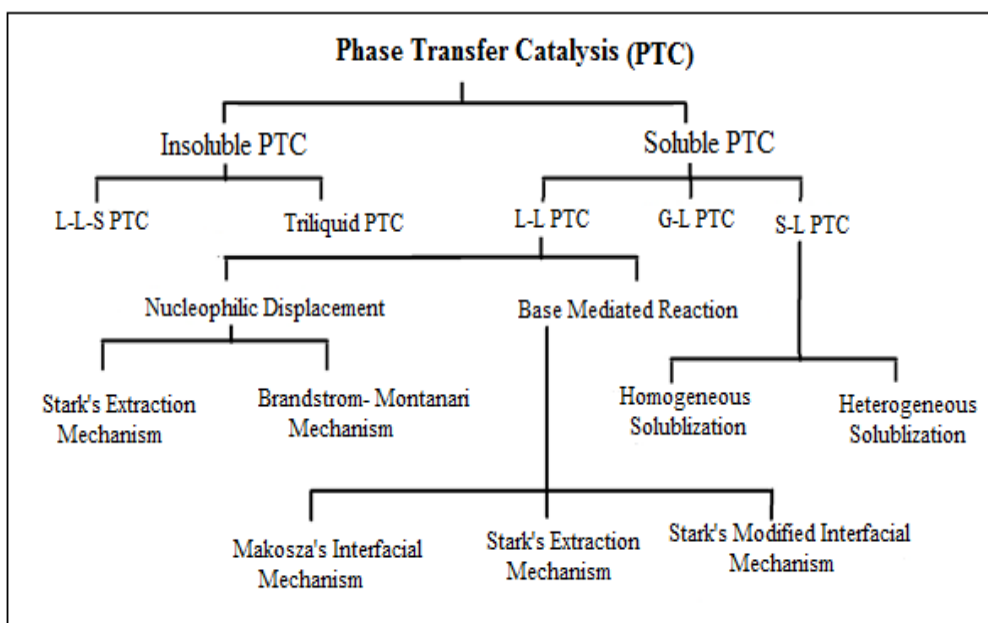 Phase Transfer Catalysis (PTC)
Insoluble PTC
Soluble PTC
L-L-S PTC
Triliquid PTC
L-L PTC
G-L PTC
S-L PTC
Nucleophilic Displacement
Base Mediated Reaction
Stark's Extraction
Mechanism
Brandstrom- Montanari
Mechanism
Homogeneous
Solublization
Heterogeneous
Solublization
Makosza's Interfacial
Mechanism
Stark's Extraction
Mechanism
Stark's Modified Interfacial
Mechanism